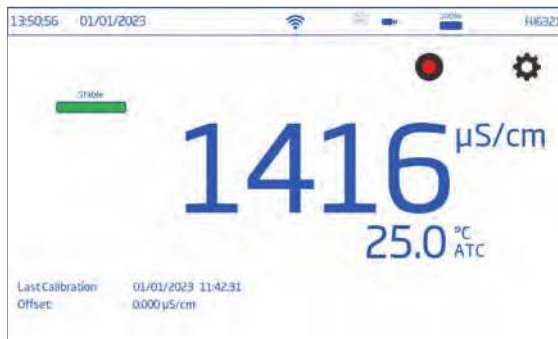 13:50:56 01/01/2023 100% HI6321
Stable
1416 µS/cm
25.0 °C
ATC
Last Calibration: 01/01/2023 11:42:31
Offset: 0.000 µS/cm